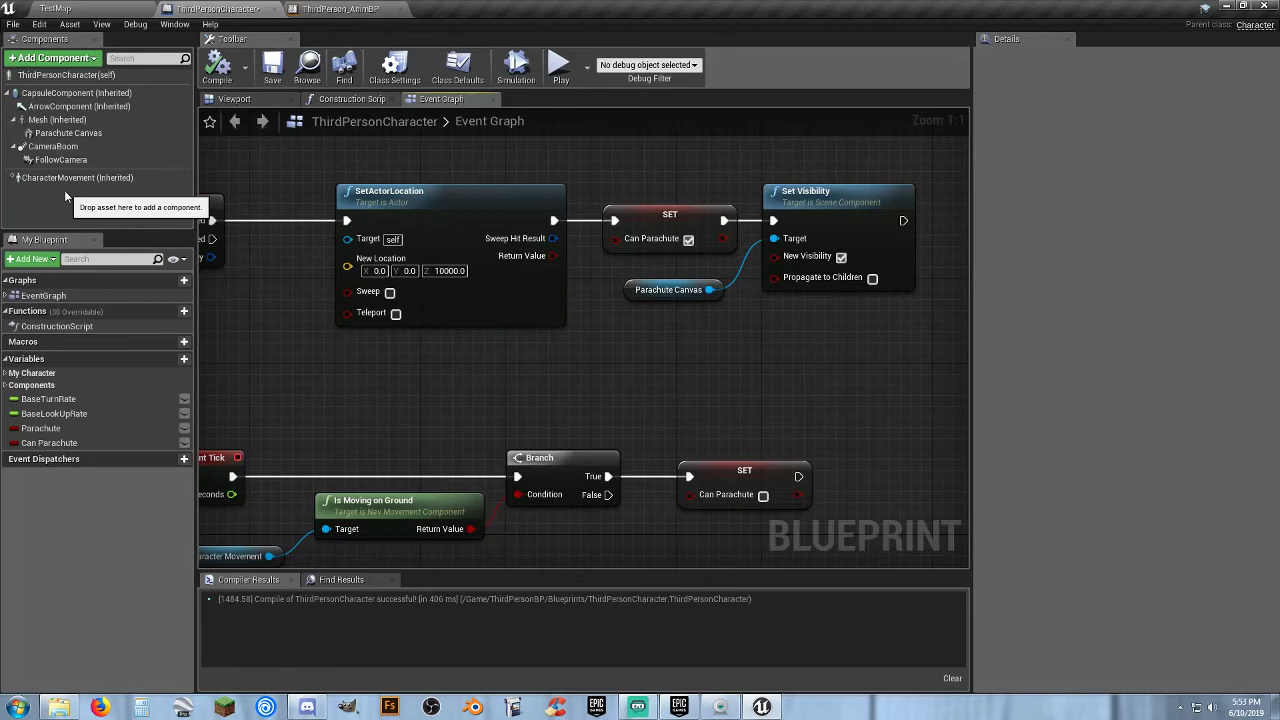 TestMap
ThirdPersonCharacter*
ThirdPerson_AnimBP
File Edit Asset View Debug Window Help
Parent class: Character
Components
Toolbar
Details
+Add Component
Search
ThirdPersonCharacter(self)
CapsuleComponent (Inherited)
ArrowComponent (Inherited)
Mesh (Inherited)
Parachute Canvas
CameraBoom
FollowCamera
CharacterMovement (Inherited)
Drop asset here to add a component.
Compile Save Browse Find Class Settings Class Defaults Simulation Play
No debug object selected
Debug Filter
Viewport Construction Scrip Event Graph
ThirdPersonCharacter > Event Graph
Zoom 1:1
My Blueprint
+Add New
Search
Graphs
EventGraph
Functions (30 Overridable)
ConstructionScript
Macros
Variables
My Character
Components
BaseTurnRate
BaseLookUpRate
Parachute
Can Parachute
Event Dispatchers
SetActorLocation
Target is Actor
Target self
New Location
X 0.0 Y 0.0 Z 10000.0
Sweep
Teleport
Sweep Hit Result
Return Value
SET
Can Parachute
Parachute Canvas
Set Visibility
Target is Scene Component
Target
New Visibility
Propagate to Children
nt Tick
econds
aracter Movement
Is Moving on Ground
Target is Nav Movement Component
Target Return Value
Branch
True
Condition False
SET
Can Parachute
BLUEPRINT
Compiler Results Find Results
[1484.58] Compile of ThirdPersonCharacter successful! [in 406 ms] (/Game/ThirdPersonBP/Blueprints/ThirdPersonCharacter.ThirdPersonCharacter)
Clear
Fs
EPIC GAMES
EPIC GAMES
5:53 PM
6/10/2019